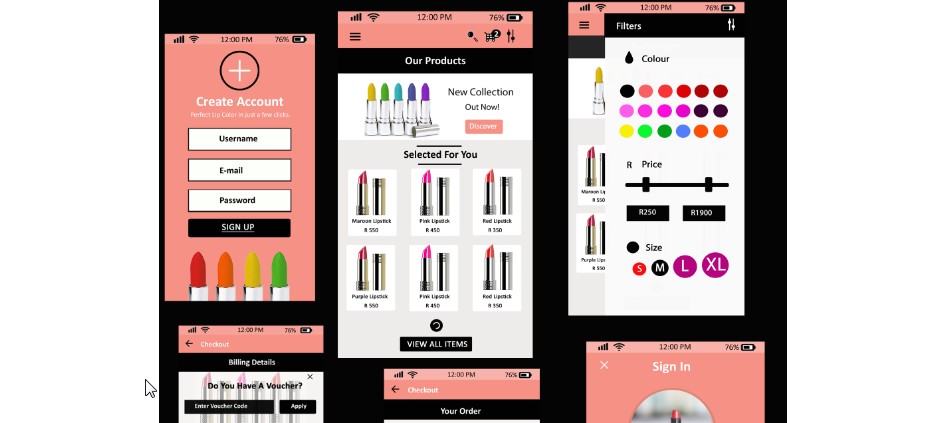 12:00 PM 76%
Create Account
Perfect Lip Color in just a few clicks.
Username
E-mail
Password
SIGN UP
12:00 PM 76%
2
Our Products
New Collection
Out Now!
Discover
Selected For You
Maroon Lipstick Pink Lipstick Red Lipstick
R 550 R 450 R 350
Purple Lipstick Pink Lipstick Red Lipstick
R 550 R 450 R 350
VIEW ALL ITEMS
12:00 PM 76%
Filters
Colour
R Price
R250 R1900
Size
S M L XL
Maroon L
R 550
Purple Lip
R 550
12:00 PM 76%
Checkout
Billing Details
Do You Have A Voucher?
Enter Voucher Code Apply
12:00 PM 76%
Checkout
Your Order
12:00 PM 76%
Sign In